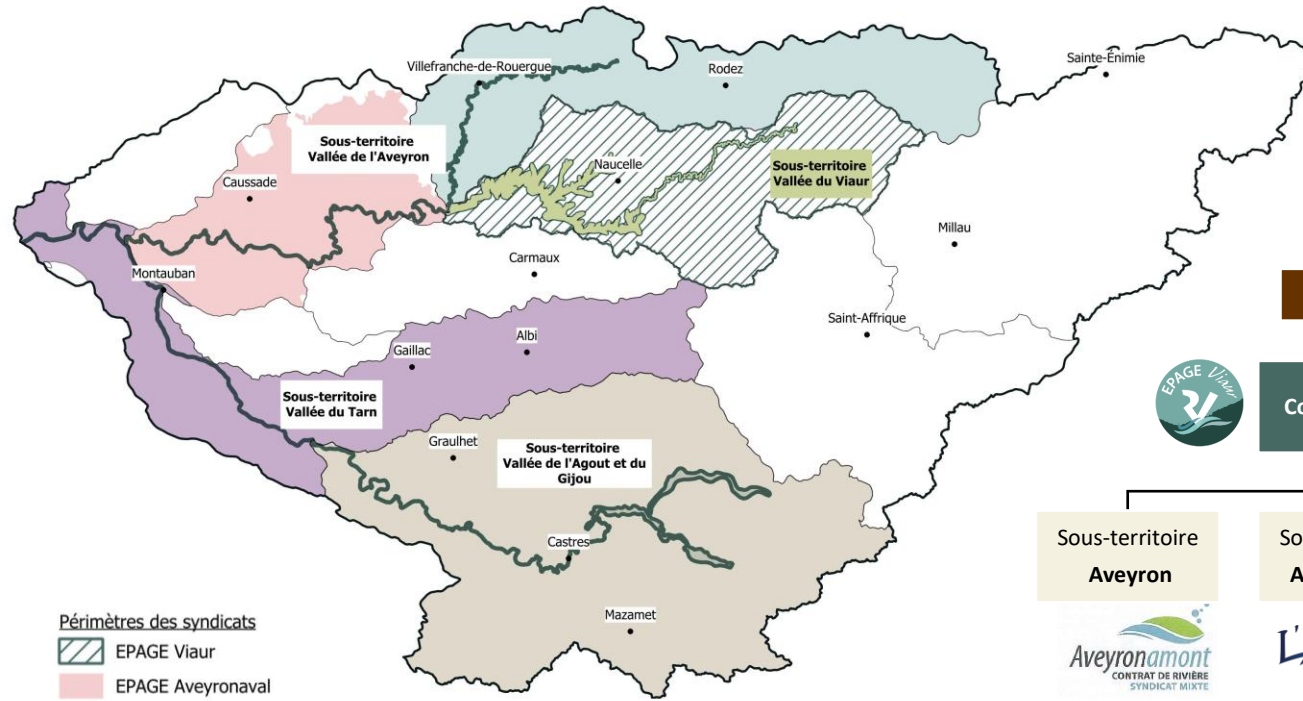 Sainte-Énimie
Villefranche-de-Rouergue
Rodez
Sous-territoire
Vallée de l'Aveyron
Naucelle
Sous-territoire
Vallée du Viaur
Caussade
Millau
Carmaux
Montauban
Saint-Affrique
Albi
Gaillac
Sous-territoire
Vallée du Tarn
EPAGE Viaur
Graulhet
Sous-territoire
Vallée de l'Agout et du
Gijou
Castres
Sous-territoire
Aveyron
Mazamet
Périmètres des syndicats
EPAGE Viaur
EPAGE Aveyronaval
Aveyronamont
CONTRAT DE RIVIÈRE
SYNDICAT MIXTE